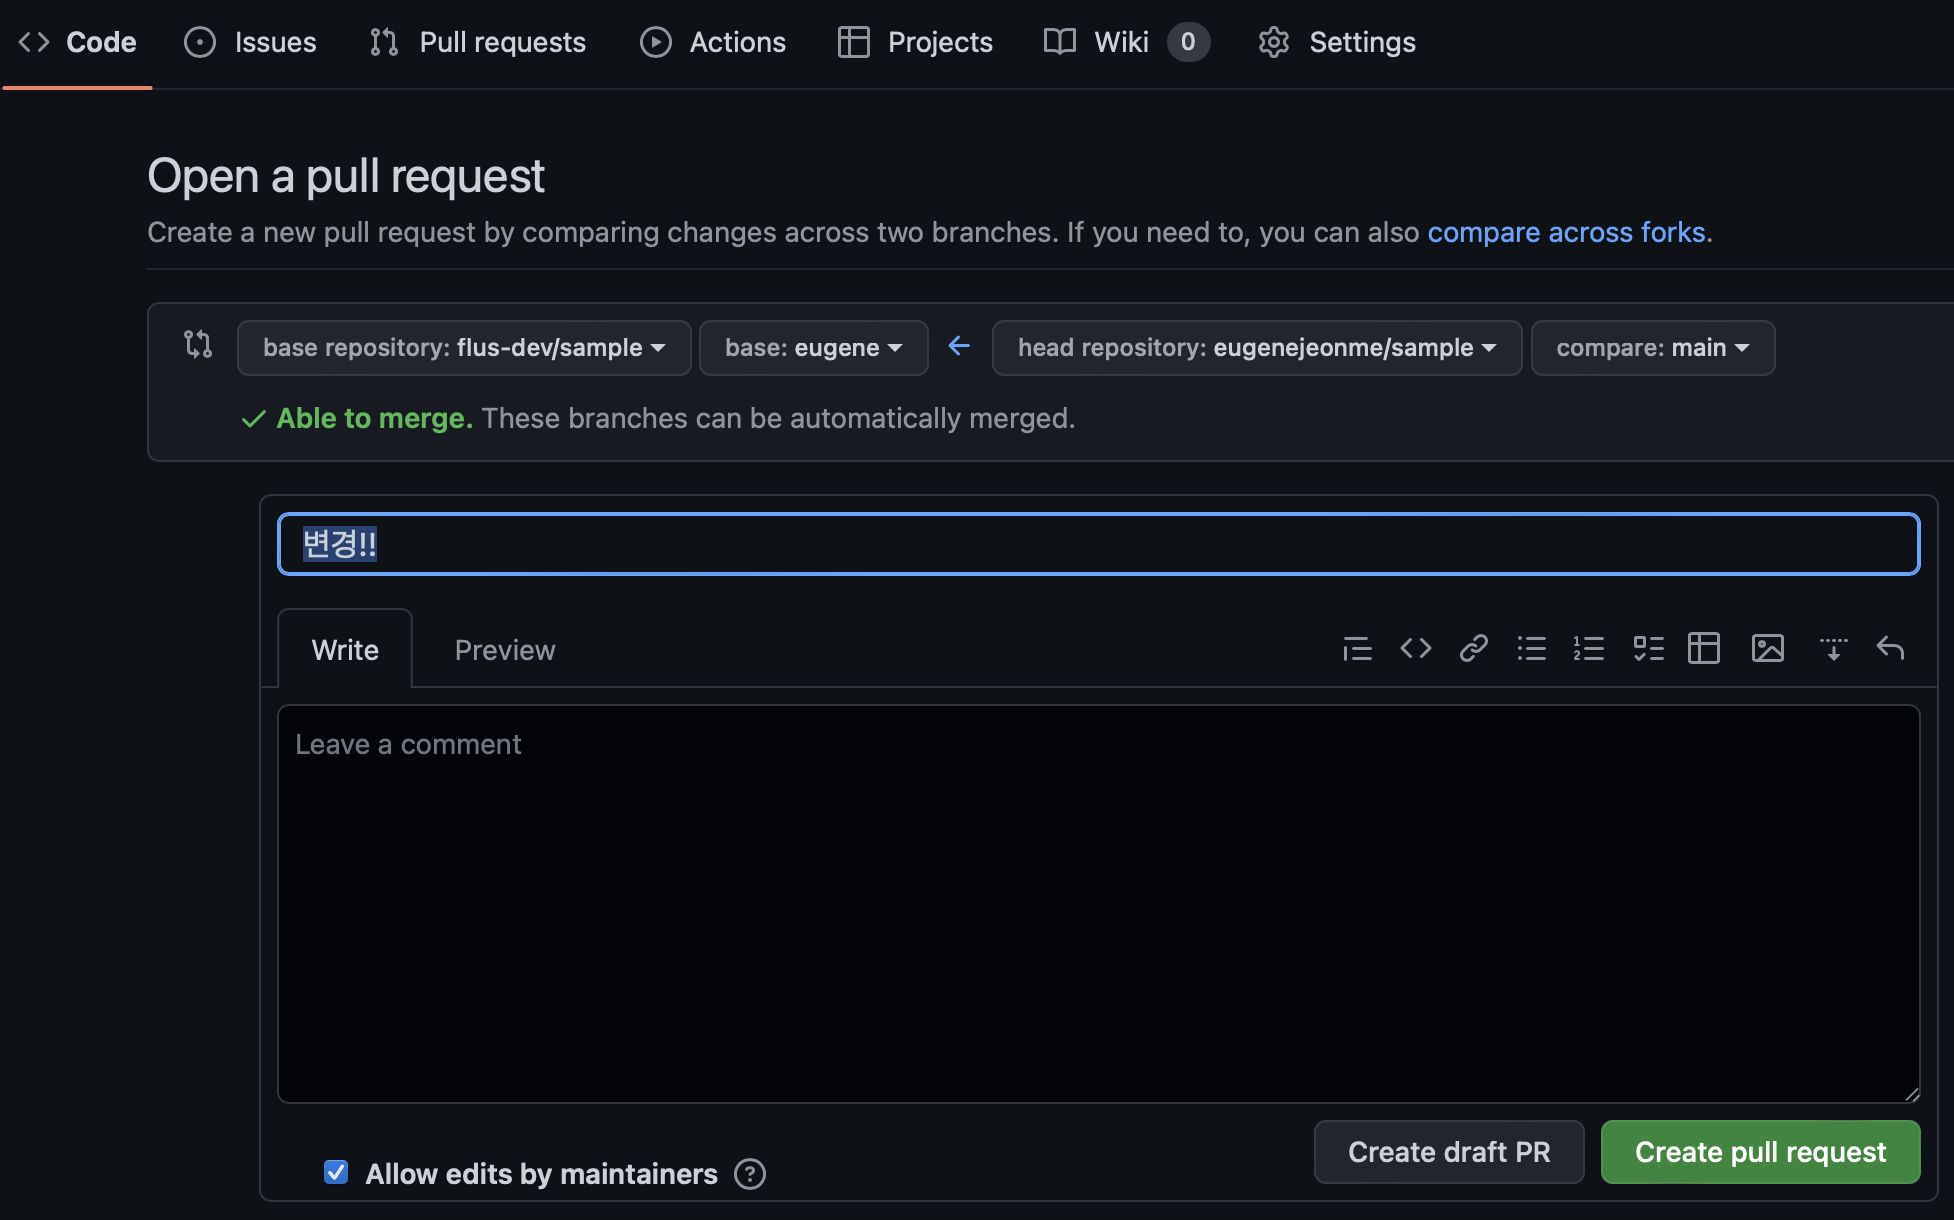 Code Issues Pull requests Actions Projects Wiki 0 Settings
Open a pull request
Create a new pull request by comparing changes across two branches. If you need to, you can also compare across forks.
base repository: flus-dev/sample base: eugene head repository: eugenejeonme/sample compare: main
Able to merge. These branches can be automatically merged.
변경!!
Write Preview
Leave a comment
Allow edits by maintainers Create draft PR Create pull request